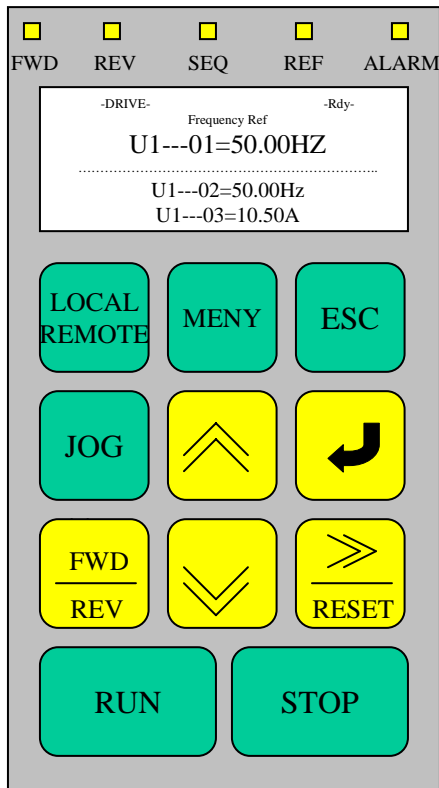 FWD REV SEQ REF ALARM
-DRIVE- -Rdy-
Frequency Ref
U1---01=50.00HZ
U1---02=50.00Hz
U1---03=10.50A
LOCAL
REMOTE
MENY
ESC
JOG
FWD
REV
RESET
RUN
STOP